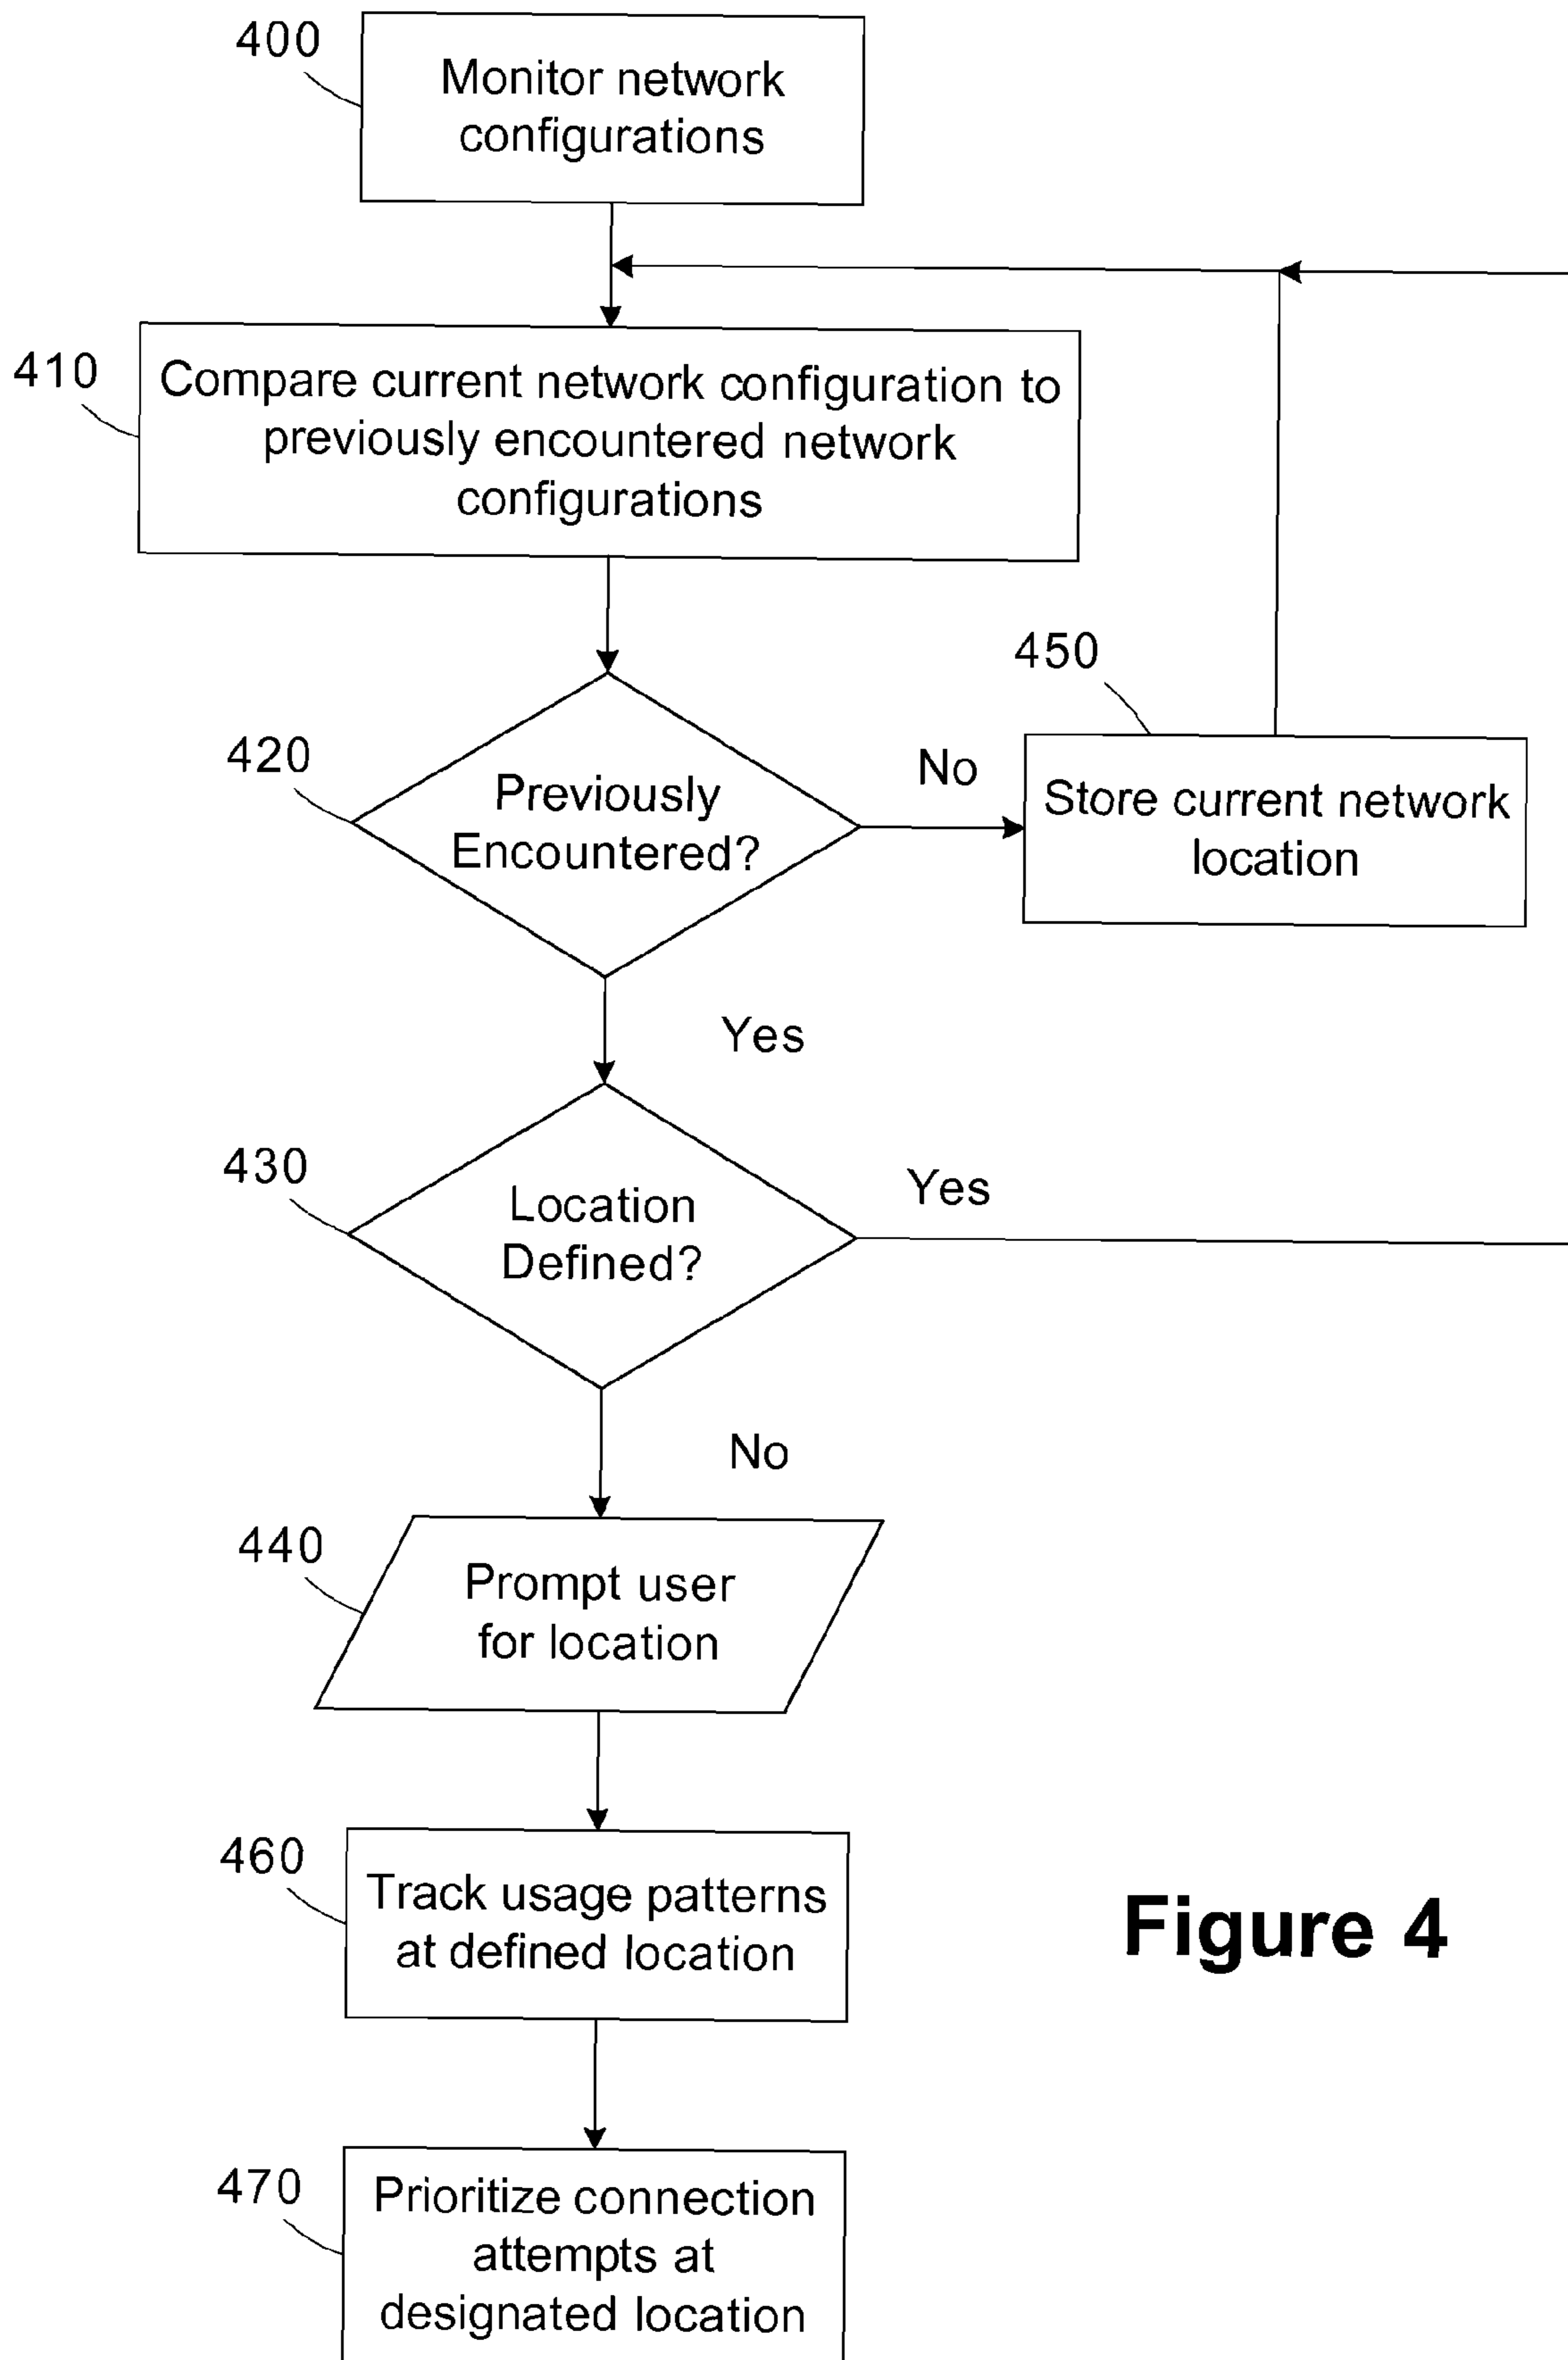 400
Monitor network
configurations
410
Compare current network configuration to
previously encountered network
configurations
450
420
Previously
Encountered?
No
Store current network
location
Yes
430
Location
Defined?
Yes
No
440
Prompt user
for location
460
Track usage patterns
at defined location
Figure 4
470
Prioritize connection
attempts at
designated location